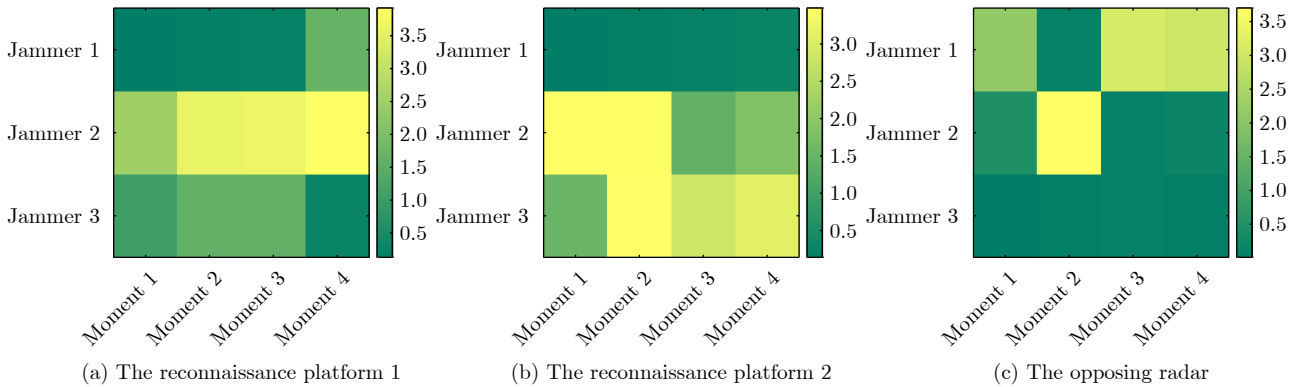 Jammer 1
Jammer 2
Jammer 3
Moment 1
Moment 2
Moment 3
Moment 4
3.5
3.0
2.5
2.0
1.5
1.0
0.5
(a) The reconnaissance platform 1
Jammer 1
Jammer 2
Jammer 3
Moment 1
Moment 2
Moment 3
Moment 4
3.0
2.5
2.0
1.5
1.0
0.5
(b) The reconnaissance platform 2
Jammer 1
Jammer 2
Jammer 3
Moment 1
Moment 2
Moment 3
Moment 4
3.5
3.0
2.5
2.0
1.5
1.0
0.5
(c) The opposing radar